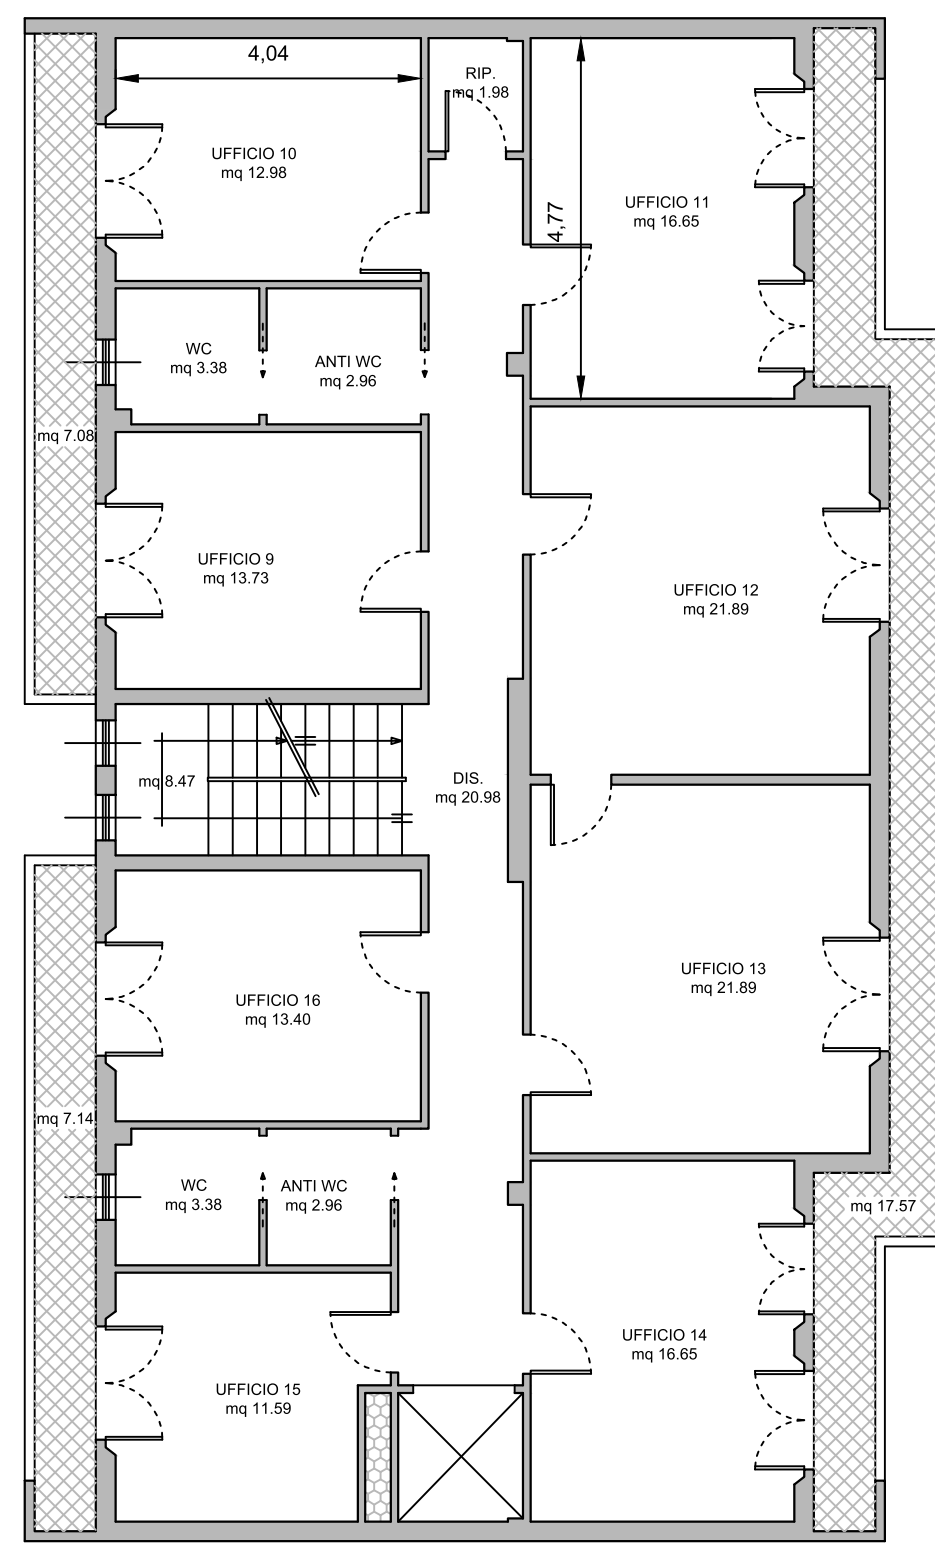 4,04
RIP.
mq 1.98
UFFICIO 10
mq 12.98
UFFICIO 11
mq 16.65
4,77
WC
mq 3.38
ANTI WC
mq 2.96
mq 7.08
UFFICIO 9
mq 13.73
UFFICIO 12
mq 21.89
mq 8.47
DIS.
mq 20.98
UFFICIO 13
mq 21.89
UFFICIO 16
mq 13.40
mq 7.14
WC
mq 3.38
ANTI WC
mq 2.96
mq 17.57
UFFICIO 14
mq 16.65
UFFICIO 15
mq 11.59